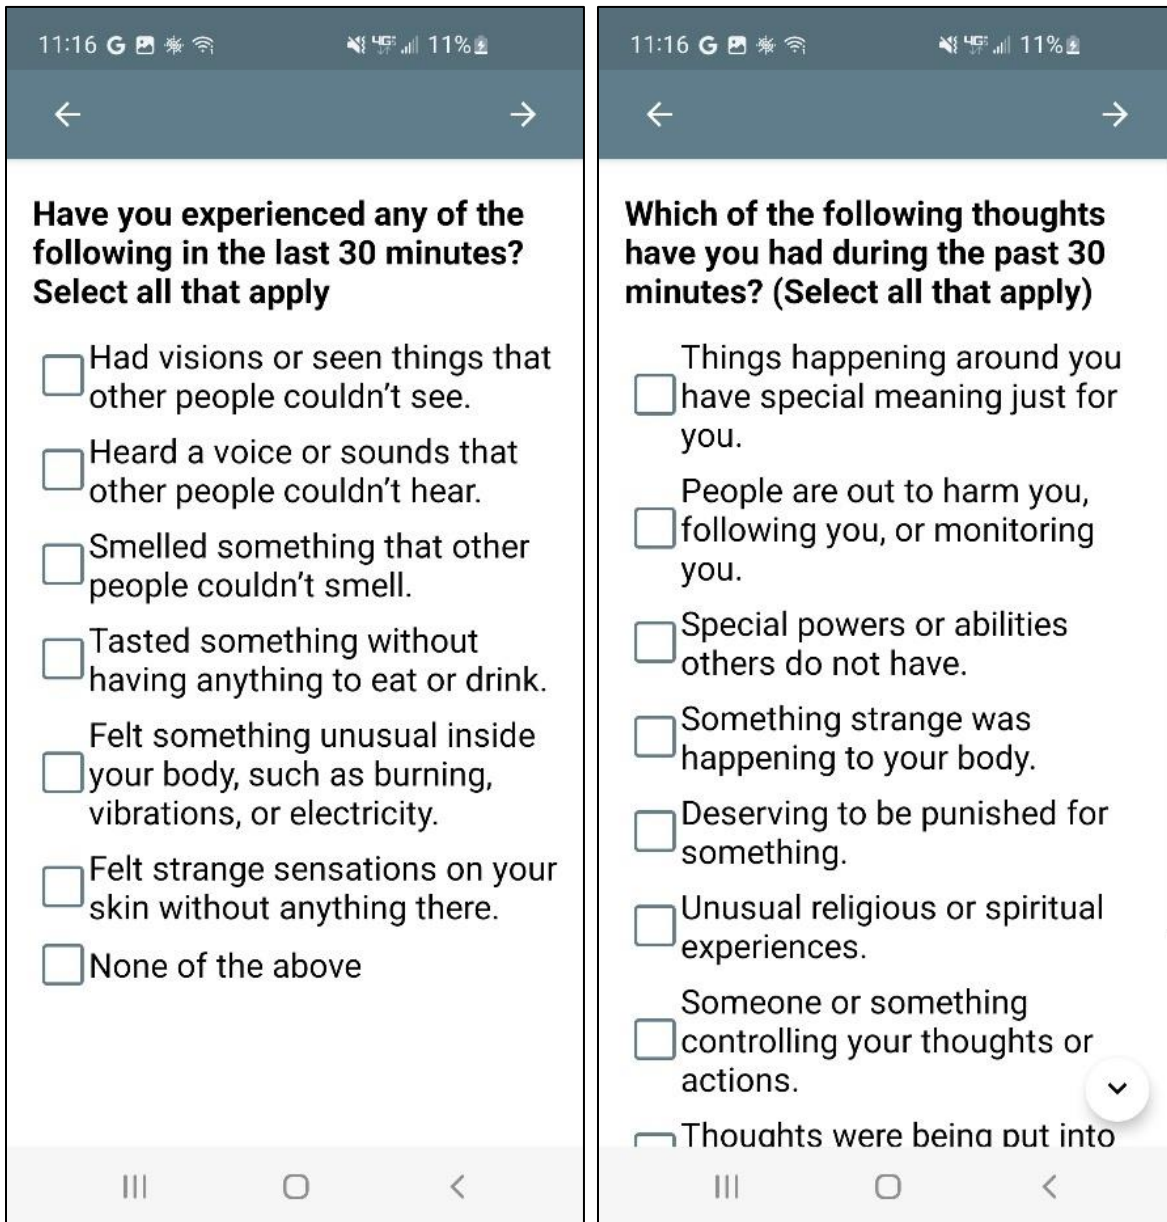 11:16 G 4G 11%
Have you experienced any of the
following in the last 30 minutes?
Select all that apply
Had visions or seen things that
other people couldn’t see.
Heard a voice or sounds that
other people couldn’t hear.
Smelled something that other
people couldn’t smell.
Tasted something without
having anything to eat or drink.
Felt something unusual inside
your body, such as burning,
vibrations, or electricity.
Felt strange sensations on your
skin without anything there.
None of the above
11:16 G 4G 11%
Which of the following thoughts
have you had during the past 30
minutes? (Select all that apply)
Things happening around you
have special meaning just for
you.
People are out to harm you,
following you, or monitoring
you.
Special powers or abilities
others do not have.
Something strange was
happening to your body.
Deserving to be punished for
something.
Unusual religious or spiritual
experiences.
Someone or something
controlling your thoughts or
actions.
Thoughts were being put into